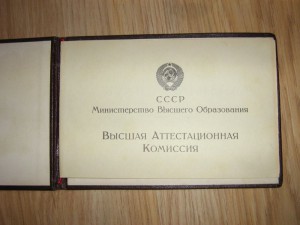 СССР
Министерство Высшего Образования
Высшая Аттестационная
Комиссия